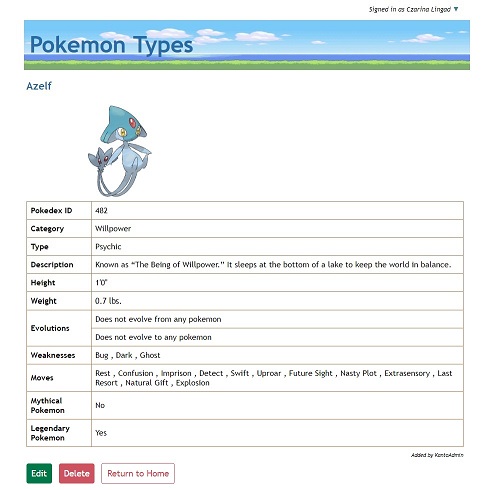 Signed in as Czarina Lingad ▼
Pokemon Types
Azelf
Pokedex ID 482
Category Willpower
Type Psychic
Description Known as “The Being of Willpower.” It sleeps at the bottom of a lake to keep the world in balance.
Height 1'0"
Weight 0.7 lbs.
Evolutions Does not evolve from any pokemon
Does not evolve to any pokemon
Weaknesses Bug , Dark , Ghost
Moves Rest , Confusion , Imprison , Detect , Swift , Uproar , Future Sight , Nasty Plot , Extrasensory , Last
Resort , Natural Gift , Explosion
Mythical
Pokemon No
Legendary
Pokemon Yes
Added by KantoAdmin
Edit Delete Return to Home